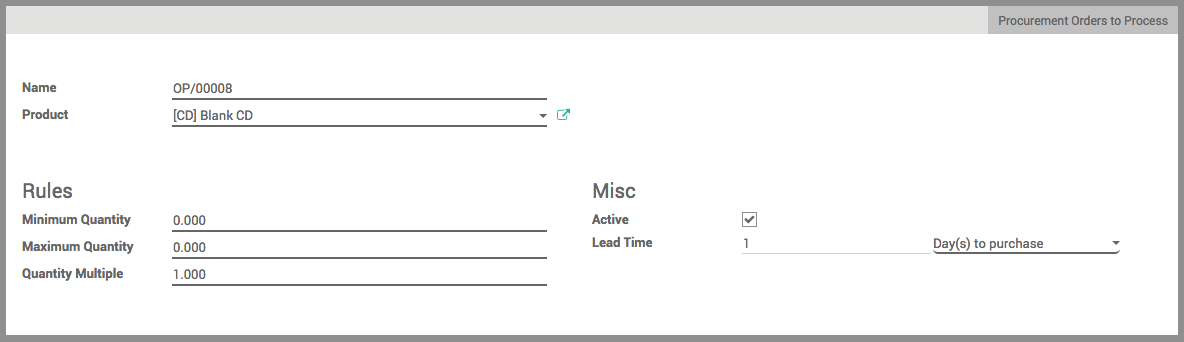 Procurement Orders to Process
Name OP/00008
Product [CD] Blank CD
Rules
Minimum Quantity 0.000
Maximum Quantity 0.000
Quantity Multiple 1.000
Misc
Active
Lead Time 1 Day(s) to purchase